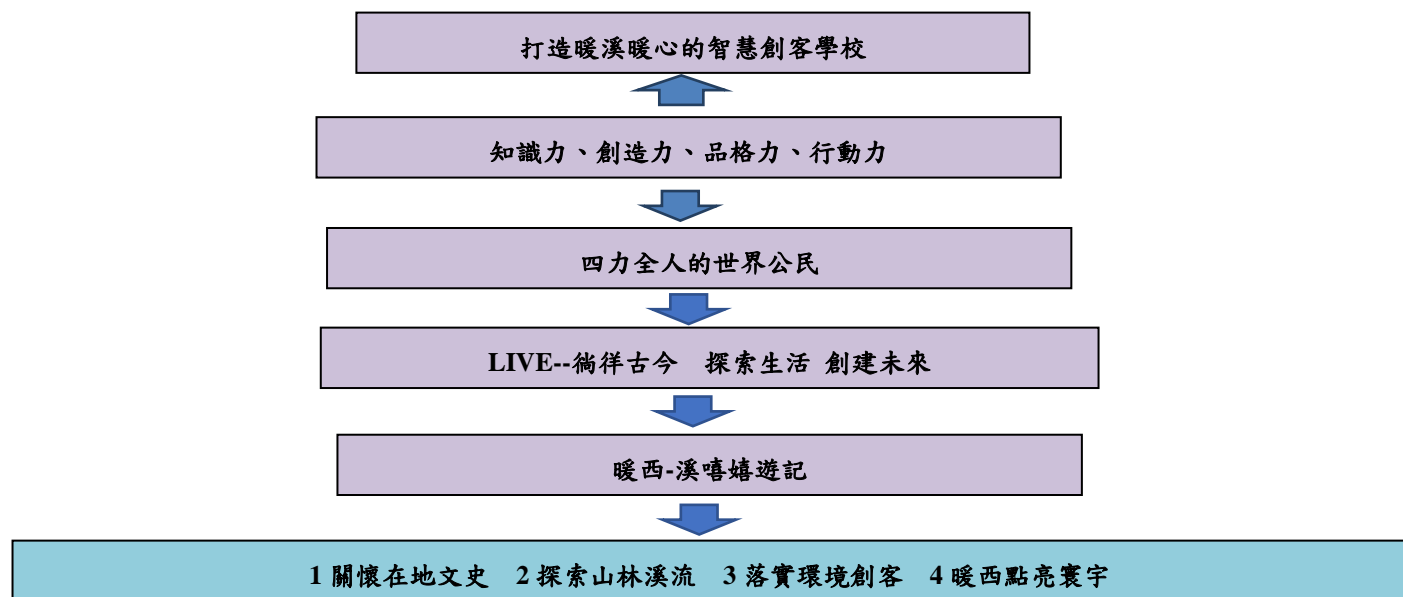 打造暖溪暖心的智慧創客學校
知識力、創造力、品格力、行動力
四力全人的世界公民
LIVE--徜徉古今　探索生活 創建未來
暖西-溪嘻嬉遊記
1 關懷在地文史　2 探索山林溪流　3 落實環境創客　4 暖西點亮寰宇